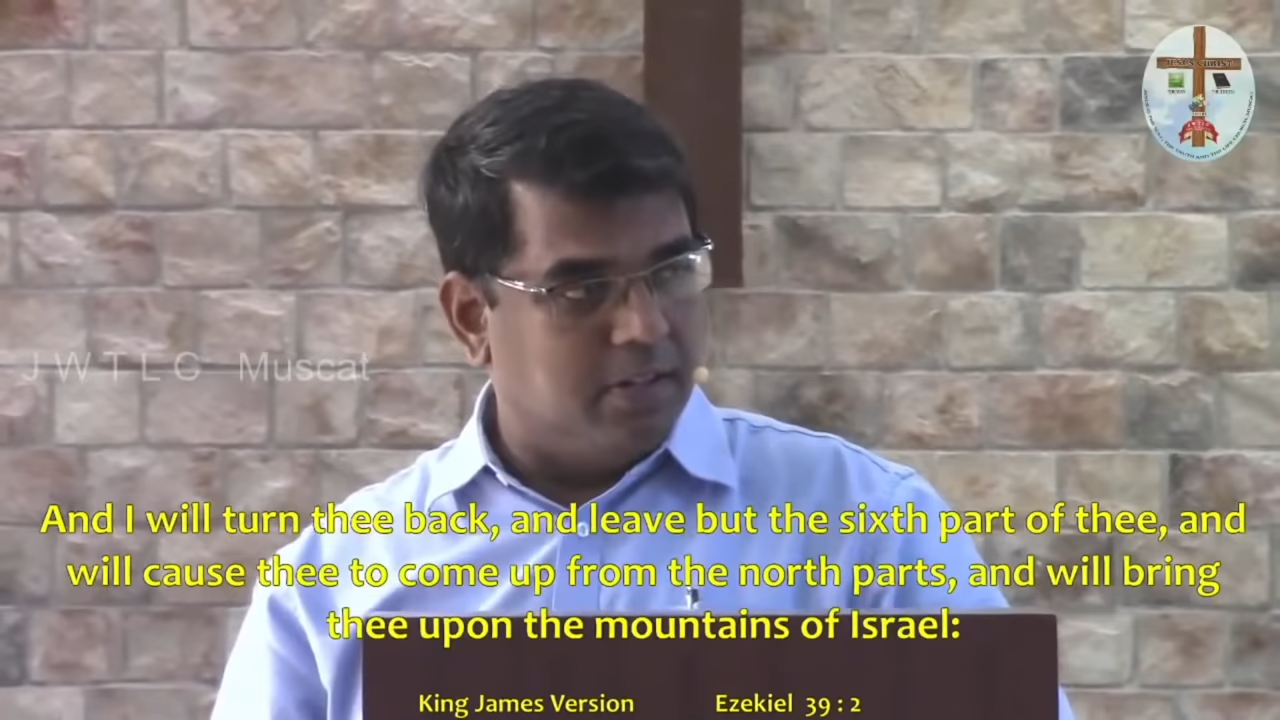 JESUS CHRIST
J W T L C Muscat
And I will turn thee back, and leave but the sixth part of thee, and
will cause thee to come up from the north parts, and will bring
thee upon the mountains of Israel:
King James Version Ezekiel 39 : 2